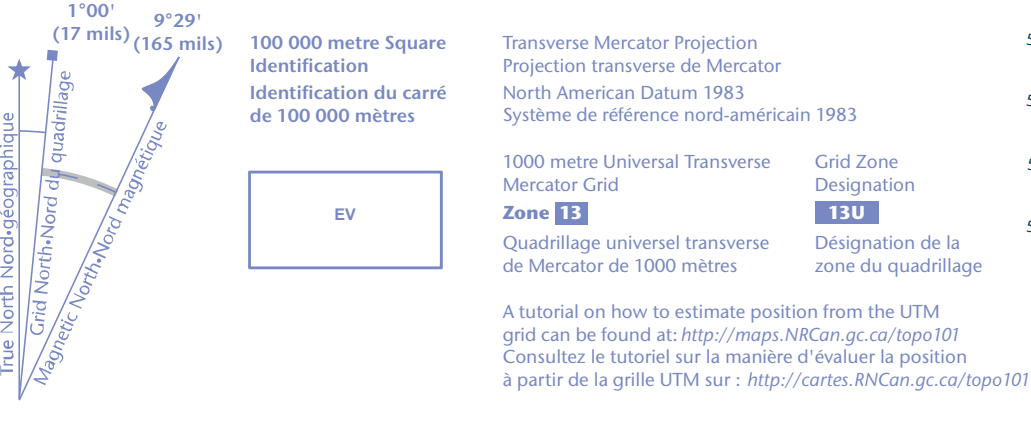 1°00'
(17 mils)
9°29'
(165 mils)
True North Nord•géographique
Grid North•Nord du quadrillage
Magnetic North•Nord magnétique
100 000 metre Square
Identification
Identification du carré
de 100 000 mètres
EV
Transverse Mercator Projection
Projection transverse de Mercator
North American Datum 1983
Système de référence nord-américain 1983
1000 metre Universal Transverse
Mercator Grid
Zone 13
Quadrillage universel transverse
de Mercator de 1000 mètres
Grid Zone
Designation
13U
Désignation de la
zone du quadrillage
A tutorial on how to estimate position from the UTM
grid can be found at: http://maps.NRCan.gc.ca/topo101
Consultez le tutoriel sur la manière d'évaluer la position
à partir de la grille UTM sur : http://cartes.RNCan.gc.ca/topo101